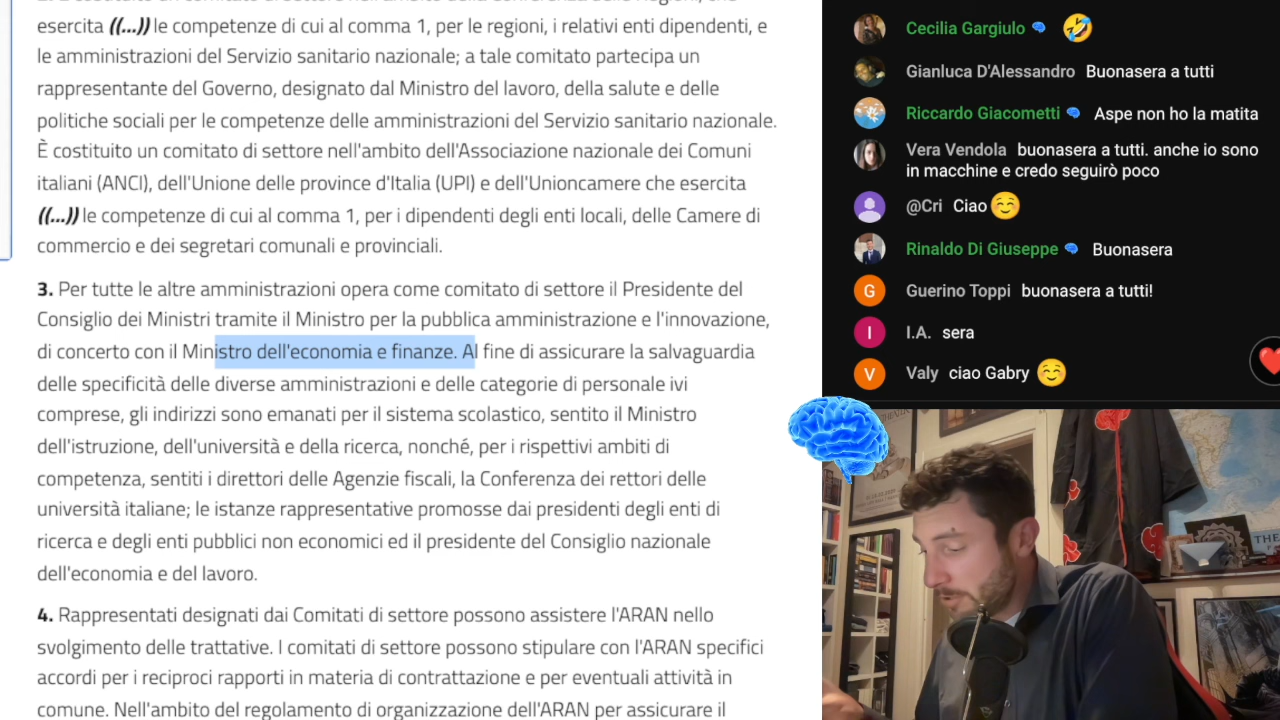 esercita ((...)) le competenze di cui al comma 1, per le regioni, i relativi enti dipendenti, e
le amministrazioni del Servizio sanitario nazionale; a tale comitato partecipa un
rappresentante del Governo, designato dal Ministro del lavoro, della salute e delle
politiche sociali per le competenze delle amministrazioni del Servizio sanitario nazionale.
È costituito un comitato di settore nell'ambito dell'Associazione nazionale dei Comuni
italiani (ANCI), dell'Unione delle province d'Italia (UPI) e dell'Unioncamere che esercita
((...)) le competenze di cui al comma 1, per i dipendenti degli enti locali, delle Camere di
commercio e dei segretari comunali e provinciali.
3. Per tutte le altre amministrazioni opera come comitato di settore il Presidente del
Consiglio dei Ministri tramite il Ministro per la pubblica amministrazione e l'innovazione,
di concerto con il Ministro dell'economia e finanze. Al fine di assicurare la salvaguardia
delle specificità delle diverse amministrazioni e delle categorie di personale ivi
comprese, gli indirizzi sono emanati per il sistema scolastico, sentito il Ministro
dell'istruzione, dell'università e della ricerca, nonché, per i rispettivi ambiti di
competenza, sentiti i direttori delle Agenzie fiscali, la Conferenza dei rettori delle
università italiane; le istanze rappresentative promosse dai presidenti degli enti di
ricerca e degli enti pubblici non economici ed il presidente del Consiglio nazionale
dell'economia e del lavoro.
4. Rappresentati designati dai Comitati di settore possono assistere l'ARAN nello
svolgimento delle trattative. I comitati di settore possono stipulare con l'ARAN specifici
accordi per i reciproci rapporti in materia di contrattazione e per eventuali attività in
comune. Nell'ambito del regolamento di organizzazione dell'ARAN per assicurare il
Cecilia Gargiulo 🤣
Gianluca D'Alessandro Buonasera a tutti
Riccardo Giacometti Aspe non ho la matita
Vera Vendola buonasera a tutti. anche io sono
in macchine e credo seguirò poco
@Cri Ciao ☺️
Rinaldo Di Giuseppe Buonasera
G Guerino Toppi buonasera a tutti!
I I.A. sera
V Valy ciao Gabry ☺️
THE